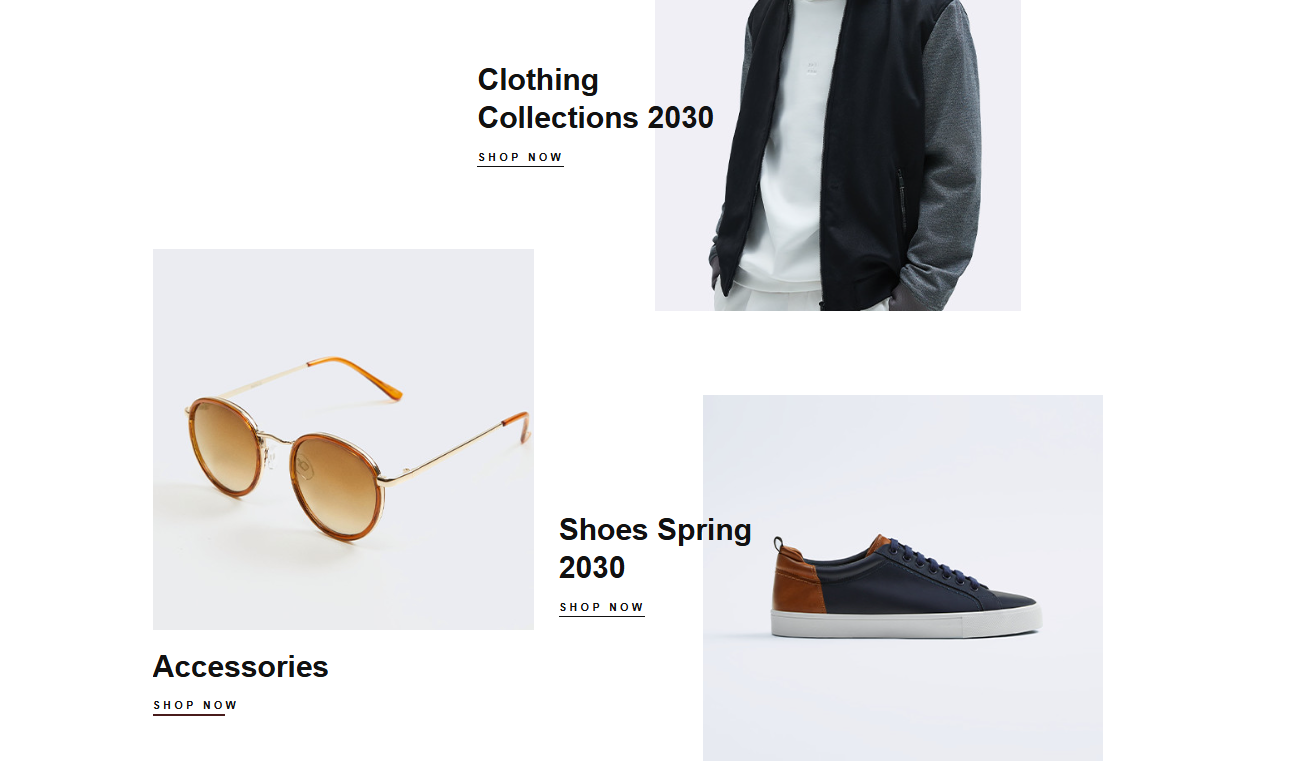 Clothing
Collections 2030
SHOP NOW
Shoes Spring
2030
SHOP NOW
Accessories
SHOP NOW